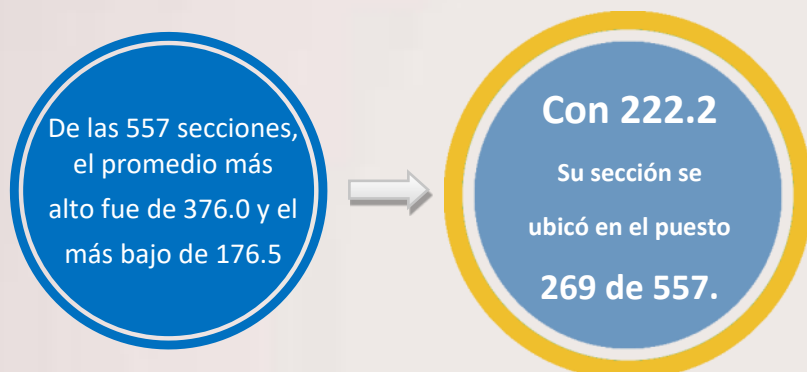 De las 557 secciones,
el promedio más
alto fue de 376.0 y el
más bajo de 176.5
Con 222.2
Su sección se
ubicó en el puesto
269 de 557.